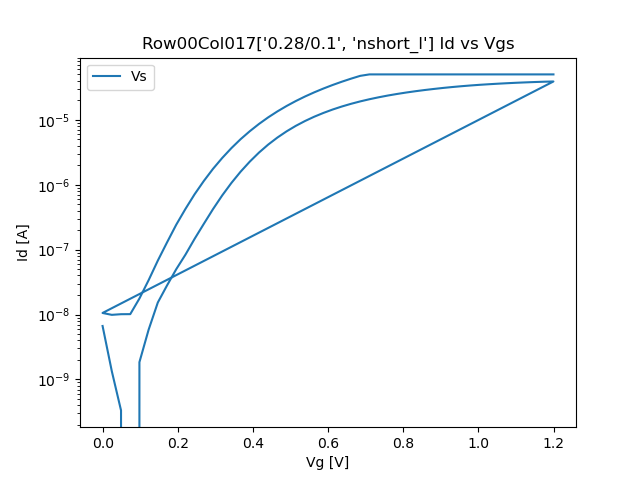 Row00Col017['0.28/0.1', 'nshort_l'] Id vs Vgs
Vs
10⁻⁵
10⁻⁶
10⁻⁷
10⁻⁸
10⁻⁹
Id [A]
0.0 0.2 0.4 0.6 0.8 1.0 1.2
Vg [V]